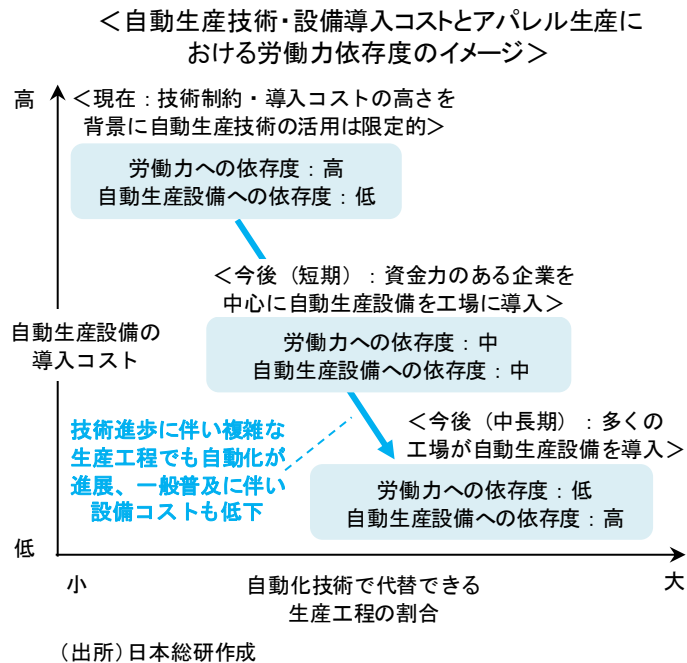 ＜自動生産技術・設備導入コストとアパレル生産に
おける労働力依存度のイメージ＞
高
＜現在：技術制約・導入コストの高さを
背景に自動生産技術の活用は限定的＞
労働力への依存度：高
自動生産設備への依存度：低
＜今後（短期）：資金力のある企業を
中心に自動生産設備を工場に導入＞
自動生産設備の
導入コスト
労働力への依存度：中
自動生産設備への依存度：中
技術進歩に伴い複雑な
生産工程でも自動化が
進展、一般普及に伴い
設備コストも低下
＜今後（中長期）：多くの
工場が自動生産設備を導入＞
労働力への依存度：低
自動生産設備への依存度：高
低
小
自動化技術で代替できる
生産工程の割合
大
（出所）日本総研作成